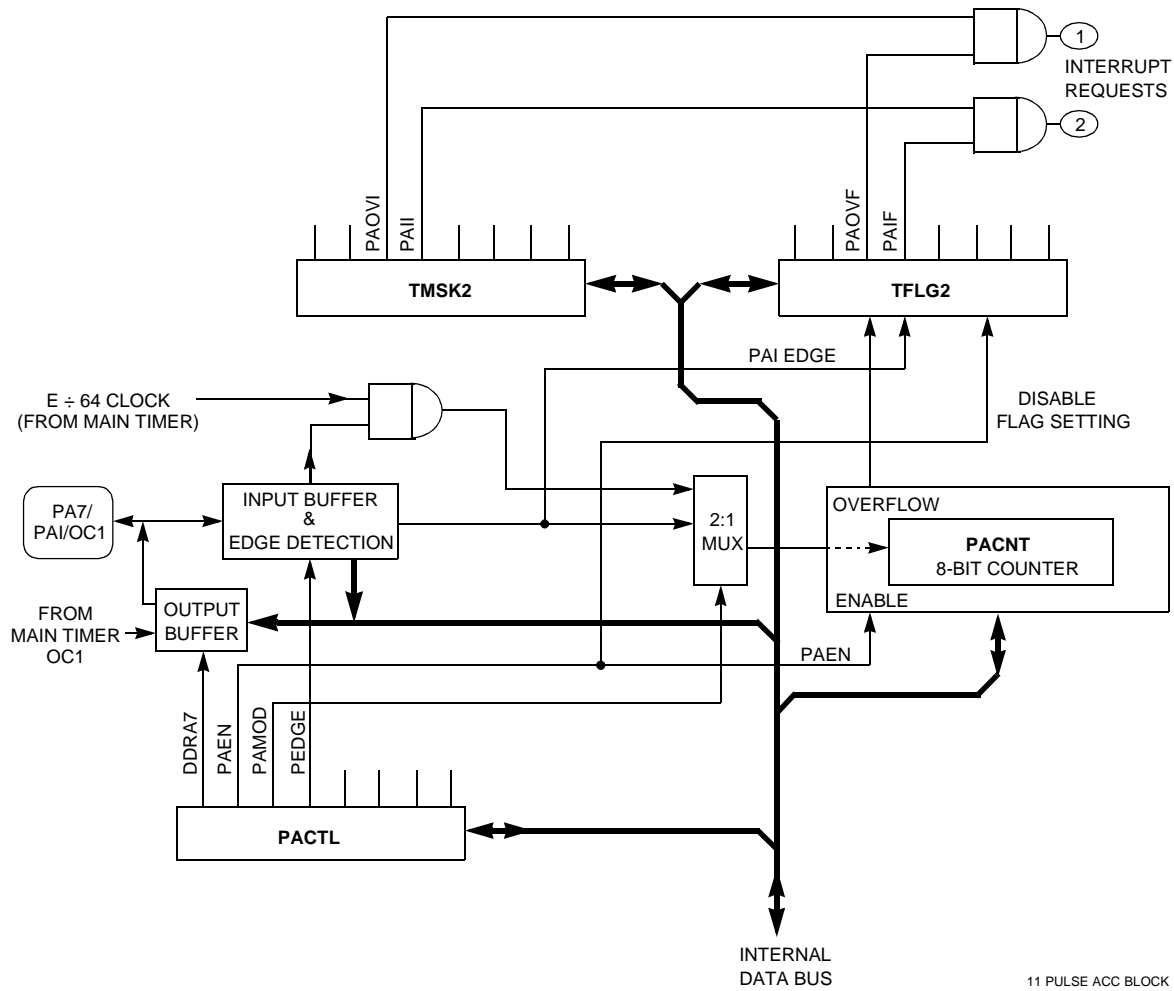 1
INTERRUPT
REQUESTS
2
PAOVI
PAII
PAOVF
PAIF
TMSK2
TFLG2
PAI EDGE
E ÷ 64 CLOCK
(FROM MAIN TIMER)
DISABLE
FLAG SETTING
PA7/
PAI/OC1
INPUT BUFFER
&
EDGE DETECTION
2:1
MUX
OVERFLOW
PACNT
8-BIT COUNTER
ENABLE
FROM
MAIN TIMER
OC1
OUTPUT
BUFFER
PAEN
DDRA7
PAEN
PAMOD
PEDGE
PACTL
INTERNAL
DATA BUS
11 PULSE ACC BLOCK